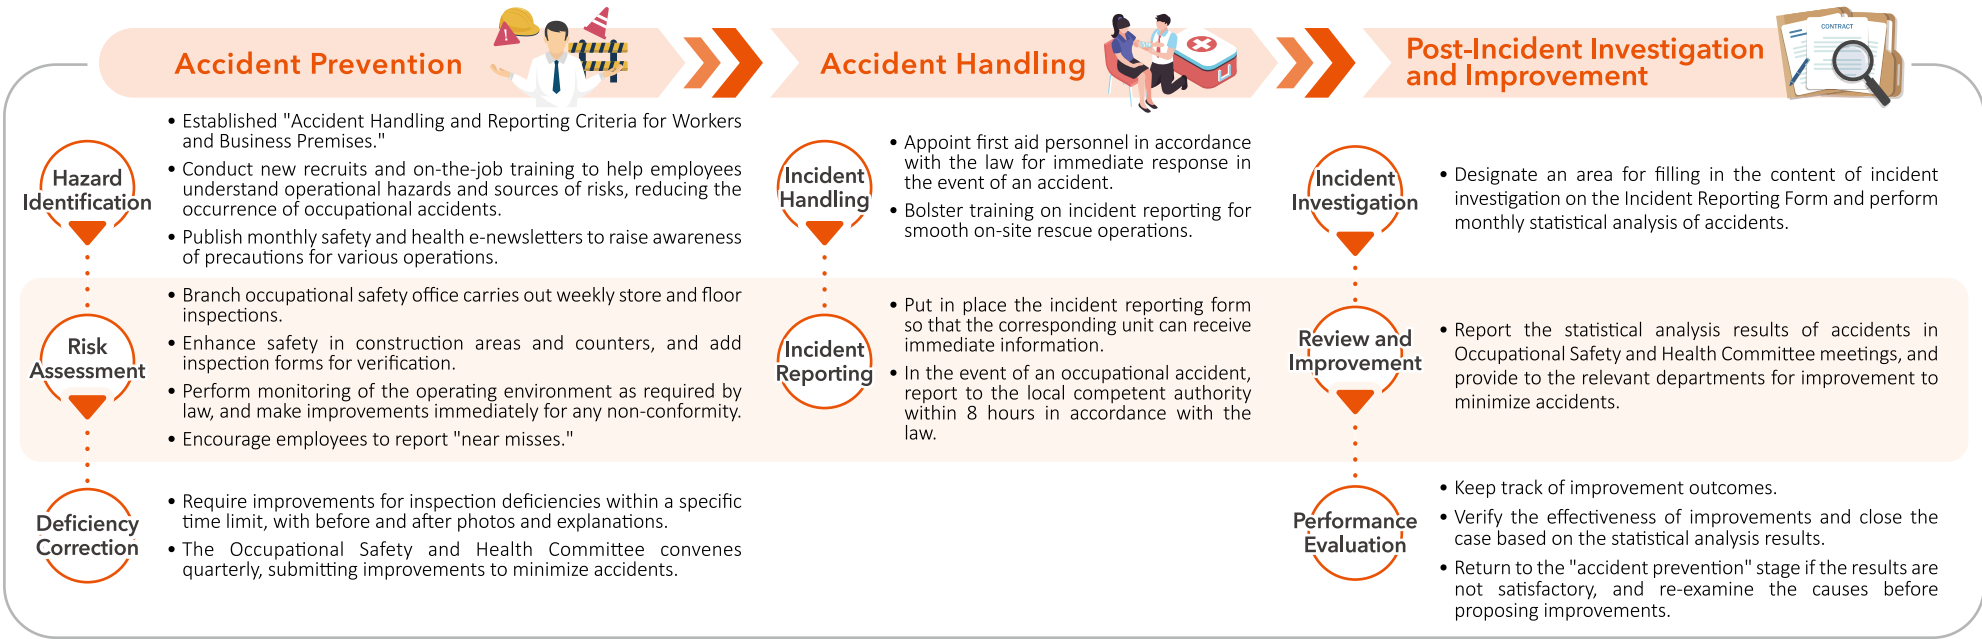 Accident Prevention
Hazard
Identification
• Established "Accident Handling and Reporting Criteria for Workers
and Business Premises."
• Conduct new recruits and on-the-job training to help employees
understand operational hazards and sources of risks, reducing the
occurrence of occupational accidents.
• Publish monthly safety and health e-newsletters to raise awareness
of precautions for various operations.
Risk
Assessment
• Branch occupational safety office carries out weekly store and floor
inspections.
• Enhance safety in construction areas and counters, and add
inspection forms for verification.
• Perform monitoring of the operating environment as required by
law, and make improvements immediately for any non-conformity.
• Encourage employees to report "near misses."
Deficiency
Correction
• Require improvements for inspection deficiencies within a specific
time limit, with before and after photos and explanations.
• The Occupational Safety and Health Committee convenes
quarterly, submitting improvements to minimize accidents.
Accident Handling
Incident
Handling
• Appoint first aid personnel in accordance
with the law for immediate response in
the event of an accident.
• Bolster training on incident reporting for
smooth on-site rescue operations.
Incident
Reporting
• Put in place the incident reporting form
so that the corresponding unit can receive
immediate information.
• In the event of an occupational accident,
report to the local competent authority
within 8 hours in accordance with the
law.
Post-Incident Investigation
and Improvement
CONTRACT
Incident
Investigation
• Designate an area for filling in the content of incident
investigation on the Incident Reporting Form and perform
monthly statistical analysis of accidents.
Review and
Improvement
• Report the statistical analysis results of accidents in
Occupational Safety and Health Committee meetings, and
provide to the relevant departments for improvement to
minimize accidents.
Performance
Evaluation
• Keep track of improvement outcomes.
• Verify the effectiveness of improvements and close the
case based on the statistical analysis results.
• Return to the "accident prevention" stage if the results are
not satisfactory, and re-examine the causes before
proposing improvements.